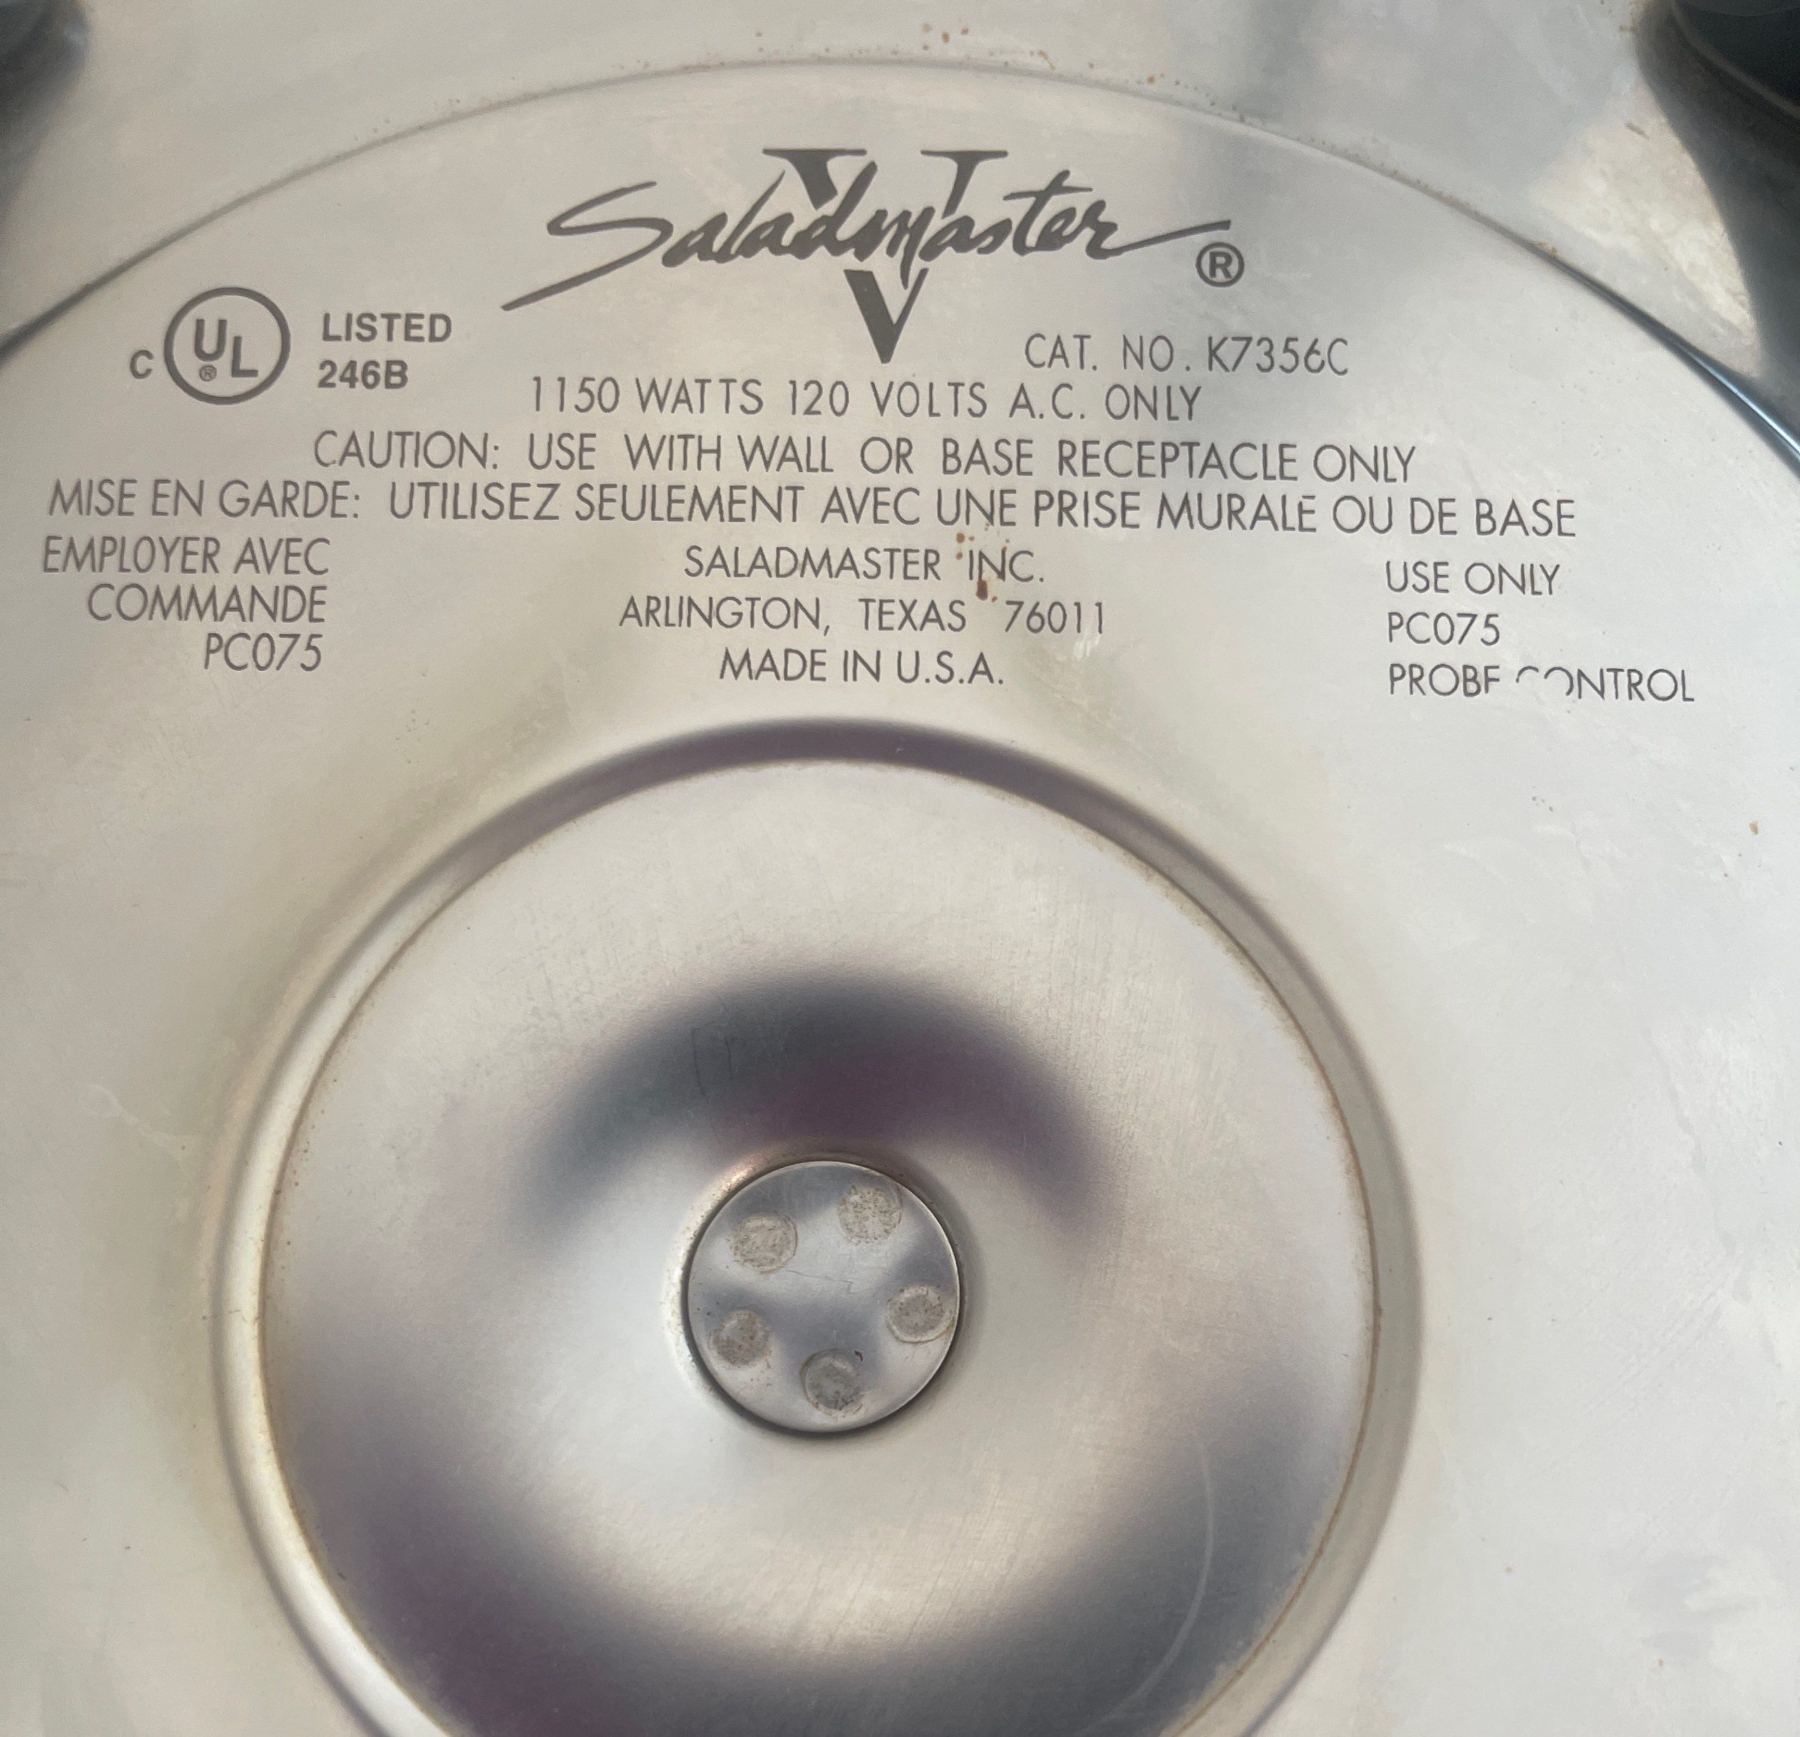 Saladmaster ®
V
C UL ® LISTED
246B
CAT. NO. K7356C
1150 WATTS 120 VOLTS A.C. ONLY
CAUTION: USE WITH WALL OR BASE RECEPTACLE ONLY
MISE EN GARDE: UTILISEZ SEULEMENT AVEC UNE PRISE MURALE OU DE BASE
EMPLOYER AVEC
COMMANDE
PC075
SALADMASTER INC.
ARLINGTON, TEXAS 76011
MADE IN U.S.A.
USE ONLY
PC075
PROBE CONTROL